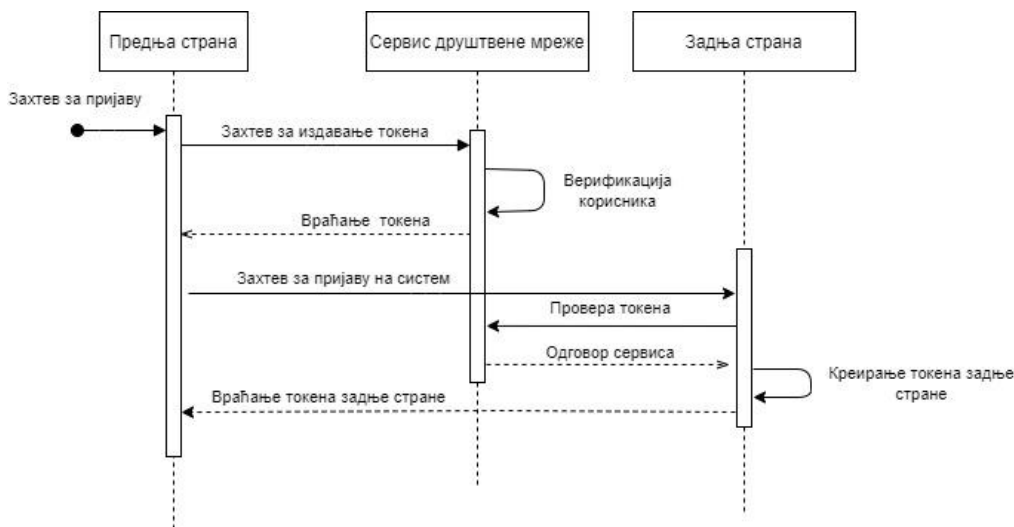 Предња страна
Сервис друштвене мреже
Задња страна
Захтев за пријаву
Захтев за издавање токена
Верификација
корисника
Враћање токена
Захтев за пријаву на систем
Провера токена
Одговор сервиса
Креирање токена задње
стране
Враћање токена задње стране